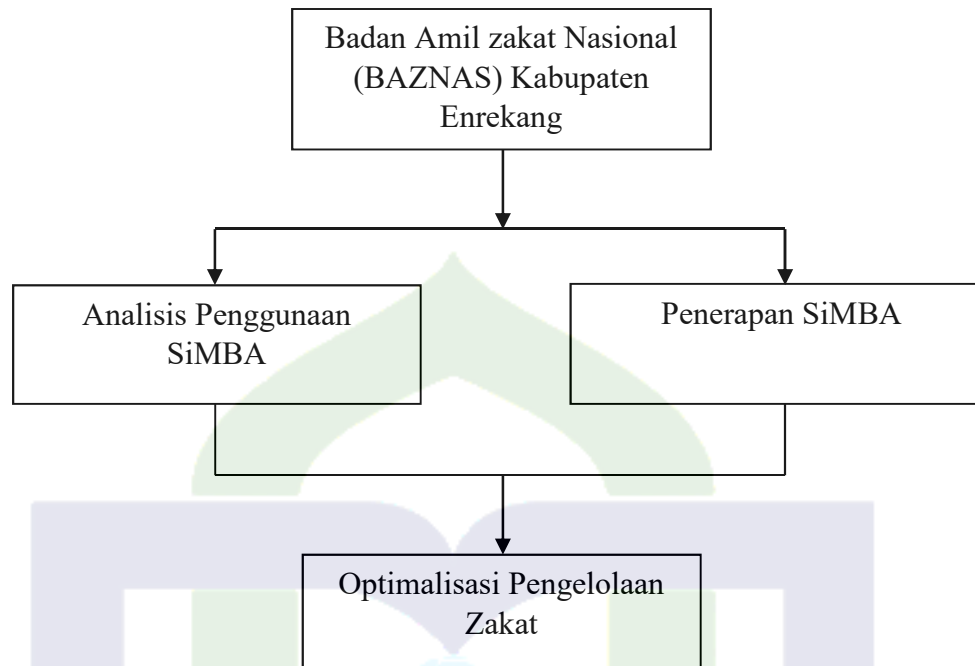 Badan Amil zakat Nasional
(BAZNAS) Kabupaten
Enrekang
Analisis Penggunaan
SiMBA
Penerapan SiMBA
Optimalisasi Pengelolaan
Zakat